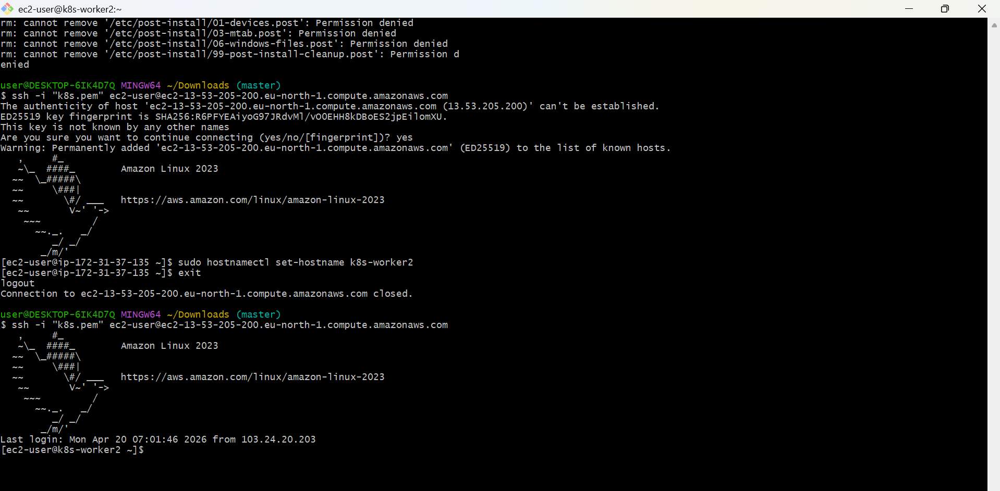 ec2-user@k8s-worker2:~
rm: cannot remove '/etc/post-install/01-devices.post': Permission denied
rm: cannot remove '/etc/post-install/03-mtab.post': Permission denied
rm: cannot remove '/etc/post-install/06-windows-files.post': Permission denied
rm: cannot remove '/etc/post-install/99-post-install-cleanup.post': Permission d
enied
user@DESKTOP-6IK4D7Q MINGW64 ~/Downloads (master)
$ ssh -i "k8s.pem" ec2-user@ec2-13-53-205-200.eu-north-1.compute.amazonaws.com
The authenticity of host 'ec2-13-53-205-200.eu-north-1.compute.amazonaws.com (13.53.205.200)' can't be established.
ED25519 key fingerprint is SHA256:R6PFYEAiyoG97JRdvMl/vO0EHH8kDBoES2jpEilomXU.
This key is not known by any other names
Are you sure you want to continue connecting (yes/no/[fingerprint])? yes
Warning: Permanently added 'ec2-13-53-205-200.eu-north-1.compute.amazonaws.com' (ED25519) to the list of known hosts.
   ,     #_
   ~\_  ####_        Amazon Linux 2023
  ~~  \_#####\
  ~~     \###|
  ~~       \#/ ___   https://aws.amazon.com/linux/amazon-linux-2023
   ~~       V~' '->
    ~~~         /
      ~~._.   _/
         _/ _/
       _/m/'
[ec2-user@ip-172-31-37-135 ~]$ sudo hostnamectl set-hostname k8s-worker2
[ec2-user@ip-172-31-37-135 ~]$ exit
logout
Connection to ec2-13-53-205-200.eu-north-1.compute.amazonaws.com closed.
user@DESKTOP-6IK4D7Q MINGW64 ~/Downloads (master)
$ ssh -i "k8s.pem" ec2-user@ec2-13-53-205-200.eu-north-1.compute.amazonaws.com
   ,     #_
   ~\_  ####_        Amazon Linux 2023
  ~~  \_#####\
  ~~     \###|
  ~~       \#/ ___   https://aws.amazon.com/linux/amazon-linux-2023
   ~~       V~' '->
    ~~~         /
      ~~._.   _/
         _/ _/
       _/m/'
Last login: Mon Apr 20 07:01:46 2026 from 103.24.20.203
[ec2-user@k8s-worker2 ~]$